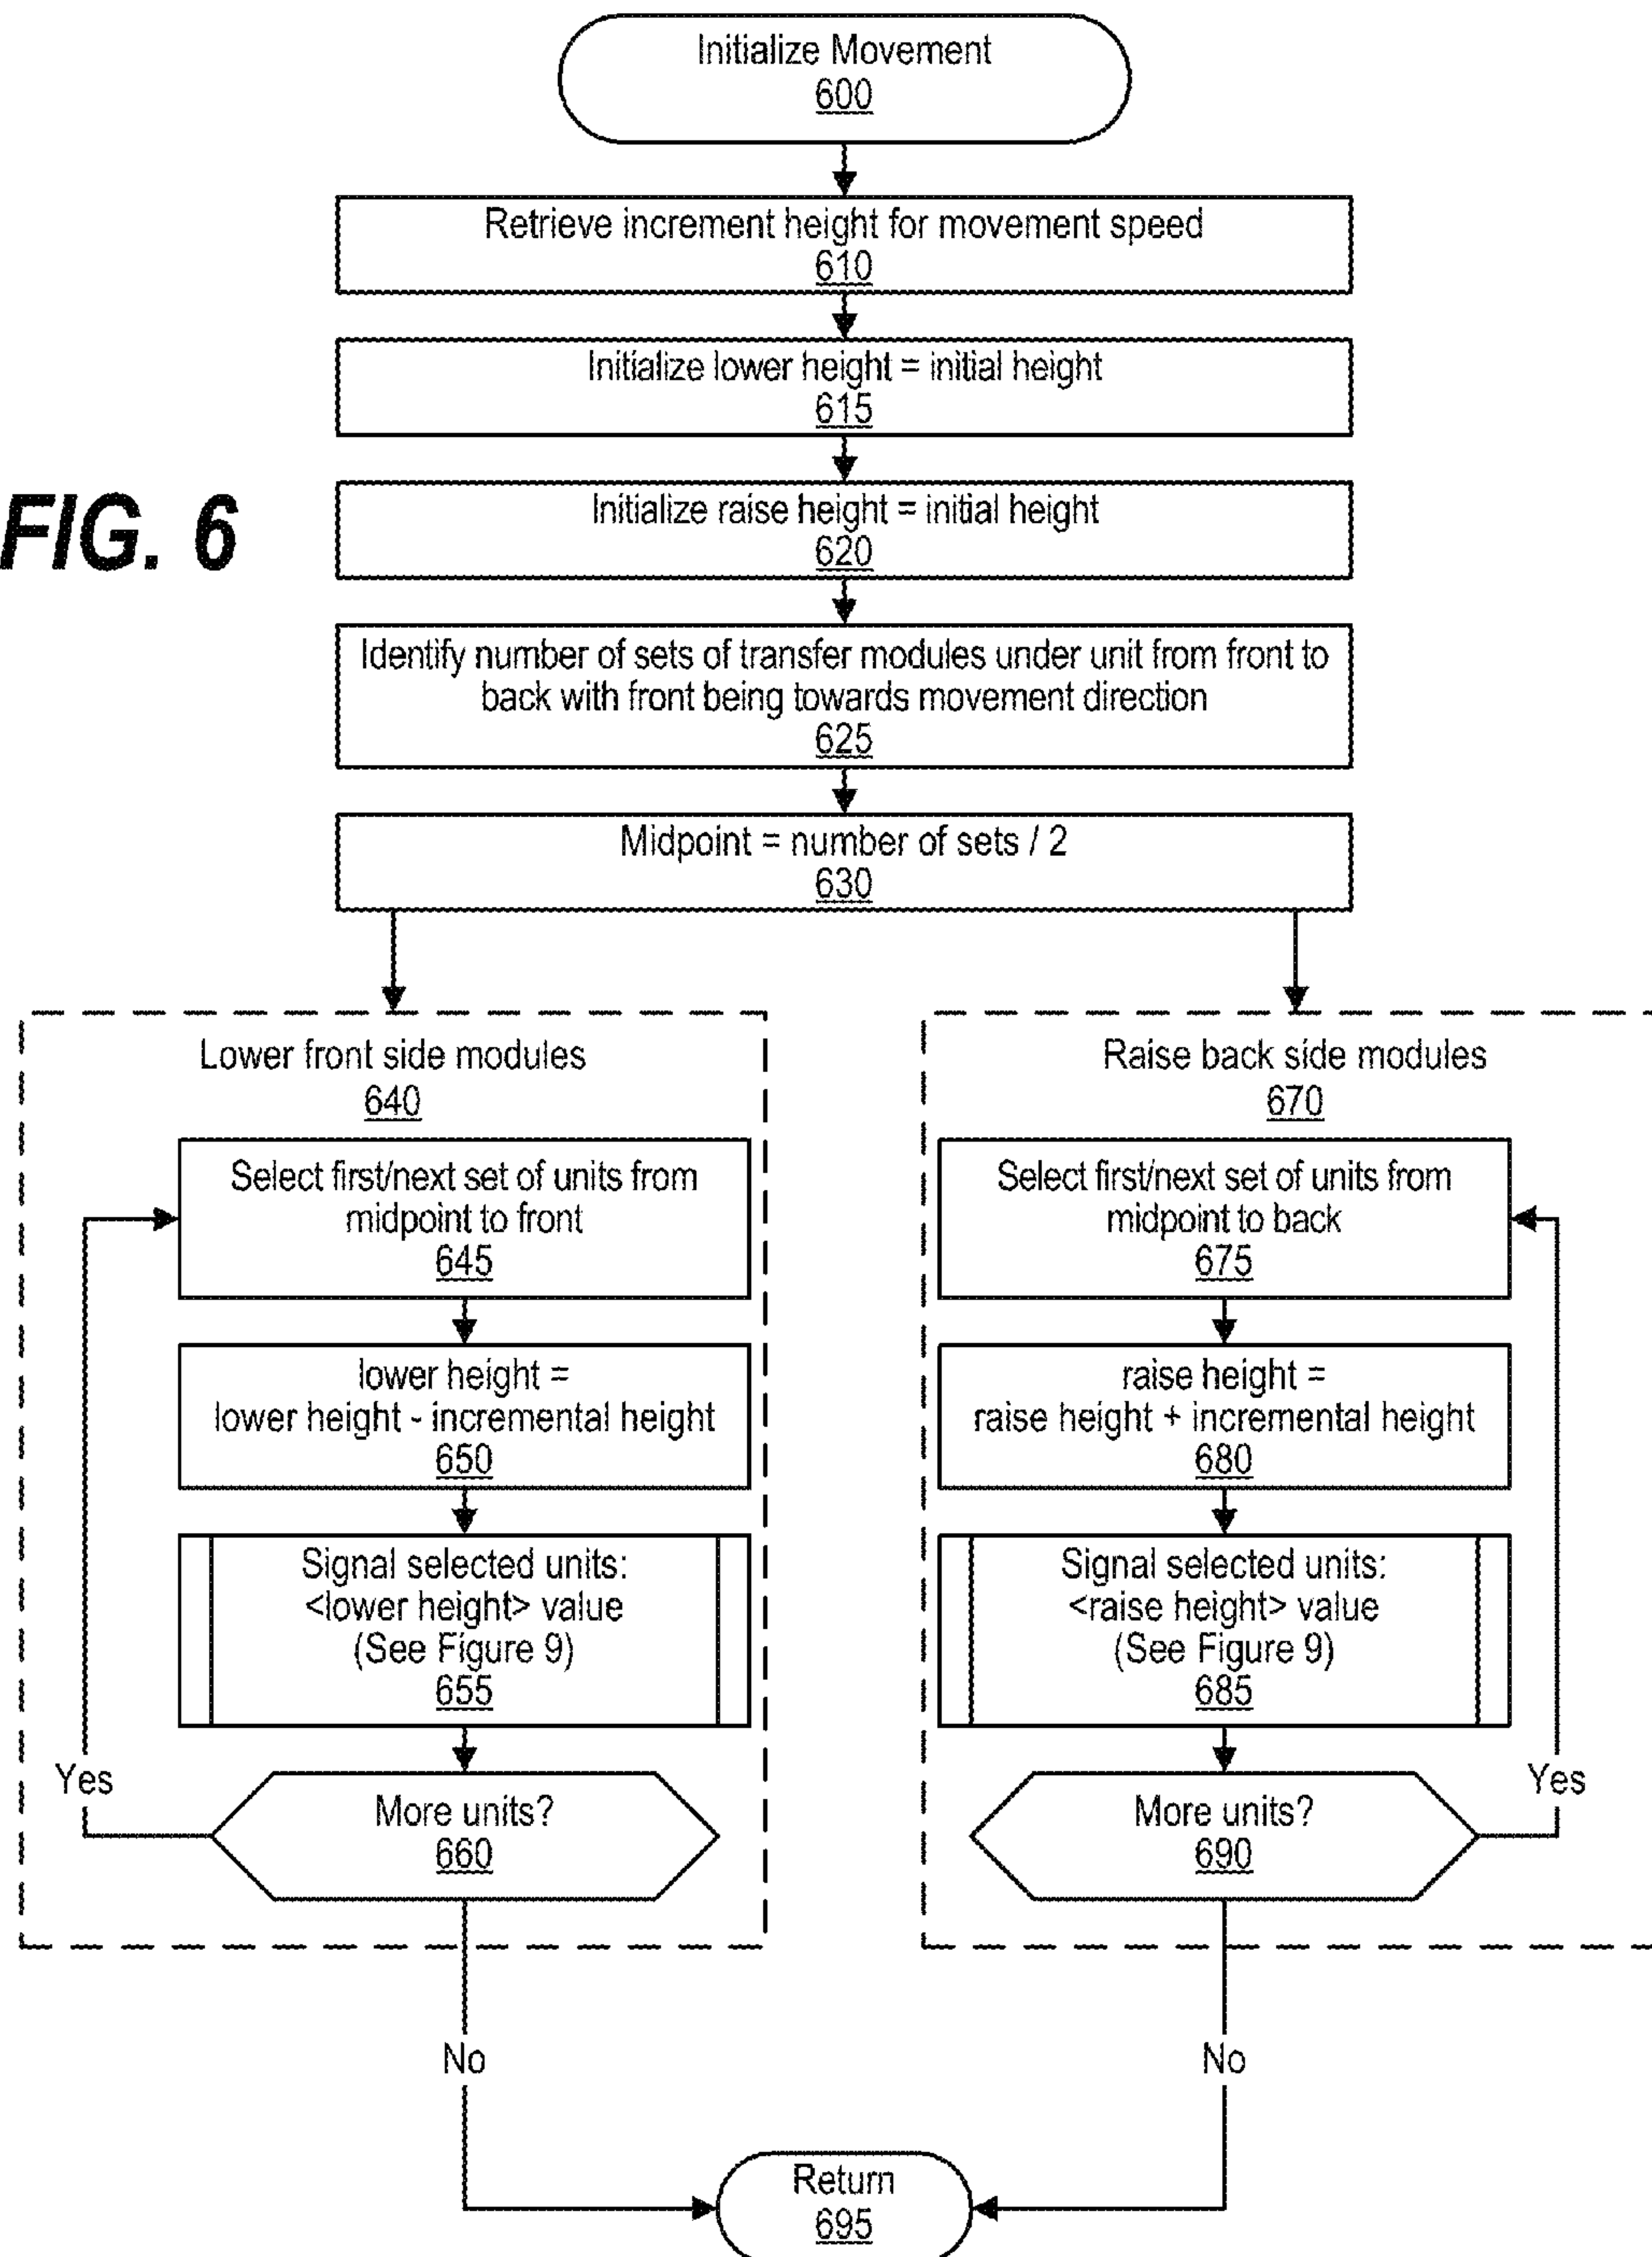 Initialize Movement
600
Retrieve increment height for movement speed
610
Initialize lower height = initial height
615
FIG. 6
Initialize raise height = initial height
620
Identify number of sets of transfer modules under unit from front to
back with front being towards movement direction
625
Midpoint = number of sets / 2
630
Lower front side modules
640
Select first/next set of units from
midpoint to front
645
lower height =
lower height - incremental height
650
Signal selected units:
<lower height> value
(See Figure 9)
655
Yes
More units?
660
No
Raise back side modules
670
Select first/next set of units from
midpoint to back
675
raise height =
raise height + incremental height
680
Signal selected units:
<raise height> value
(See Figure 9)
685
Yes
More units?
690
No
Return
695